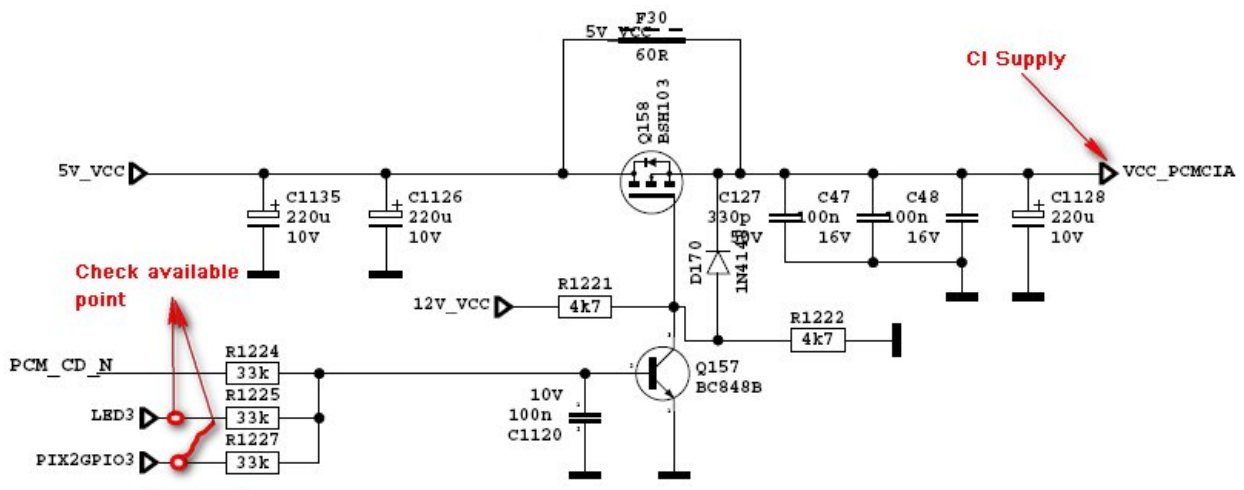 F30
5V_VCC
60R
CI Supply
Q158
BSH103
5V_VCC
VCC_PCMCIA
C1135
220u
10V
C1126
220u
10V
C127
330p
50V
C47
100n
16V
C48
100n
16V
C1128
220u
10V
D170
1N4148
Check available
point
12V_VCC
R1221
4k7
R1222
4k7
PCM_CD_N
R1224
33k
LED3
R1225
33k
PIX2GPIO3
R1227
33k
10V
100n
C1120
Q157
BC848B